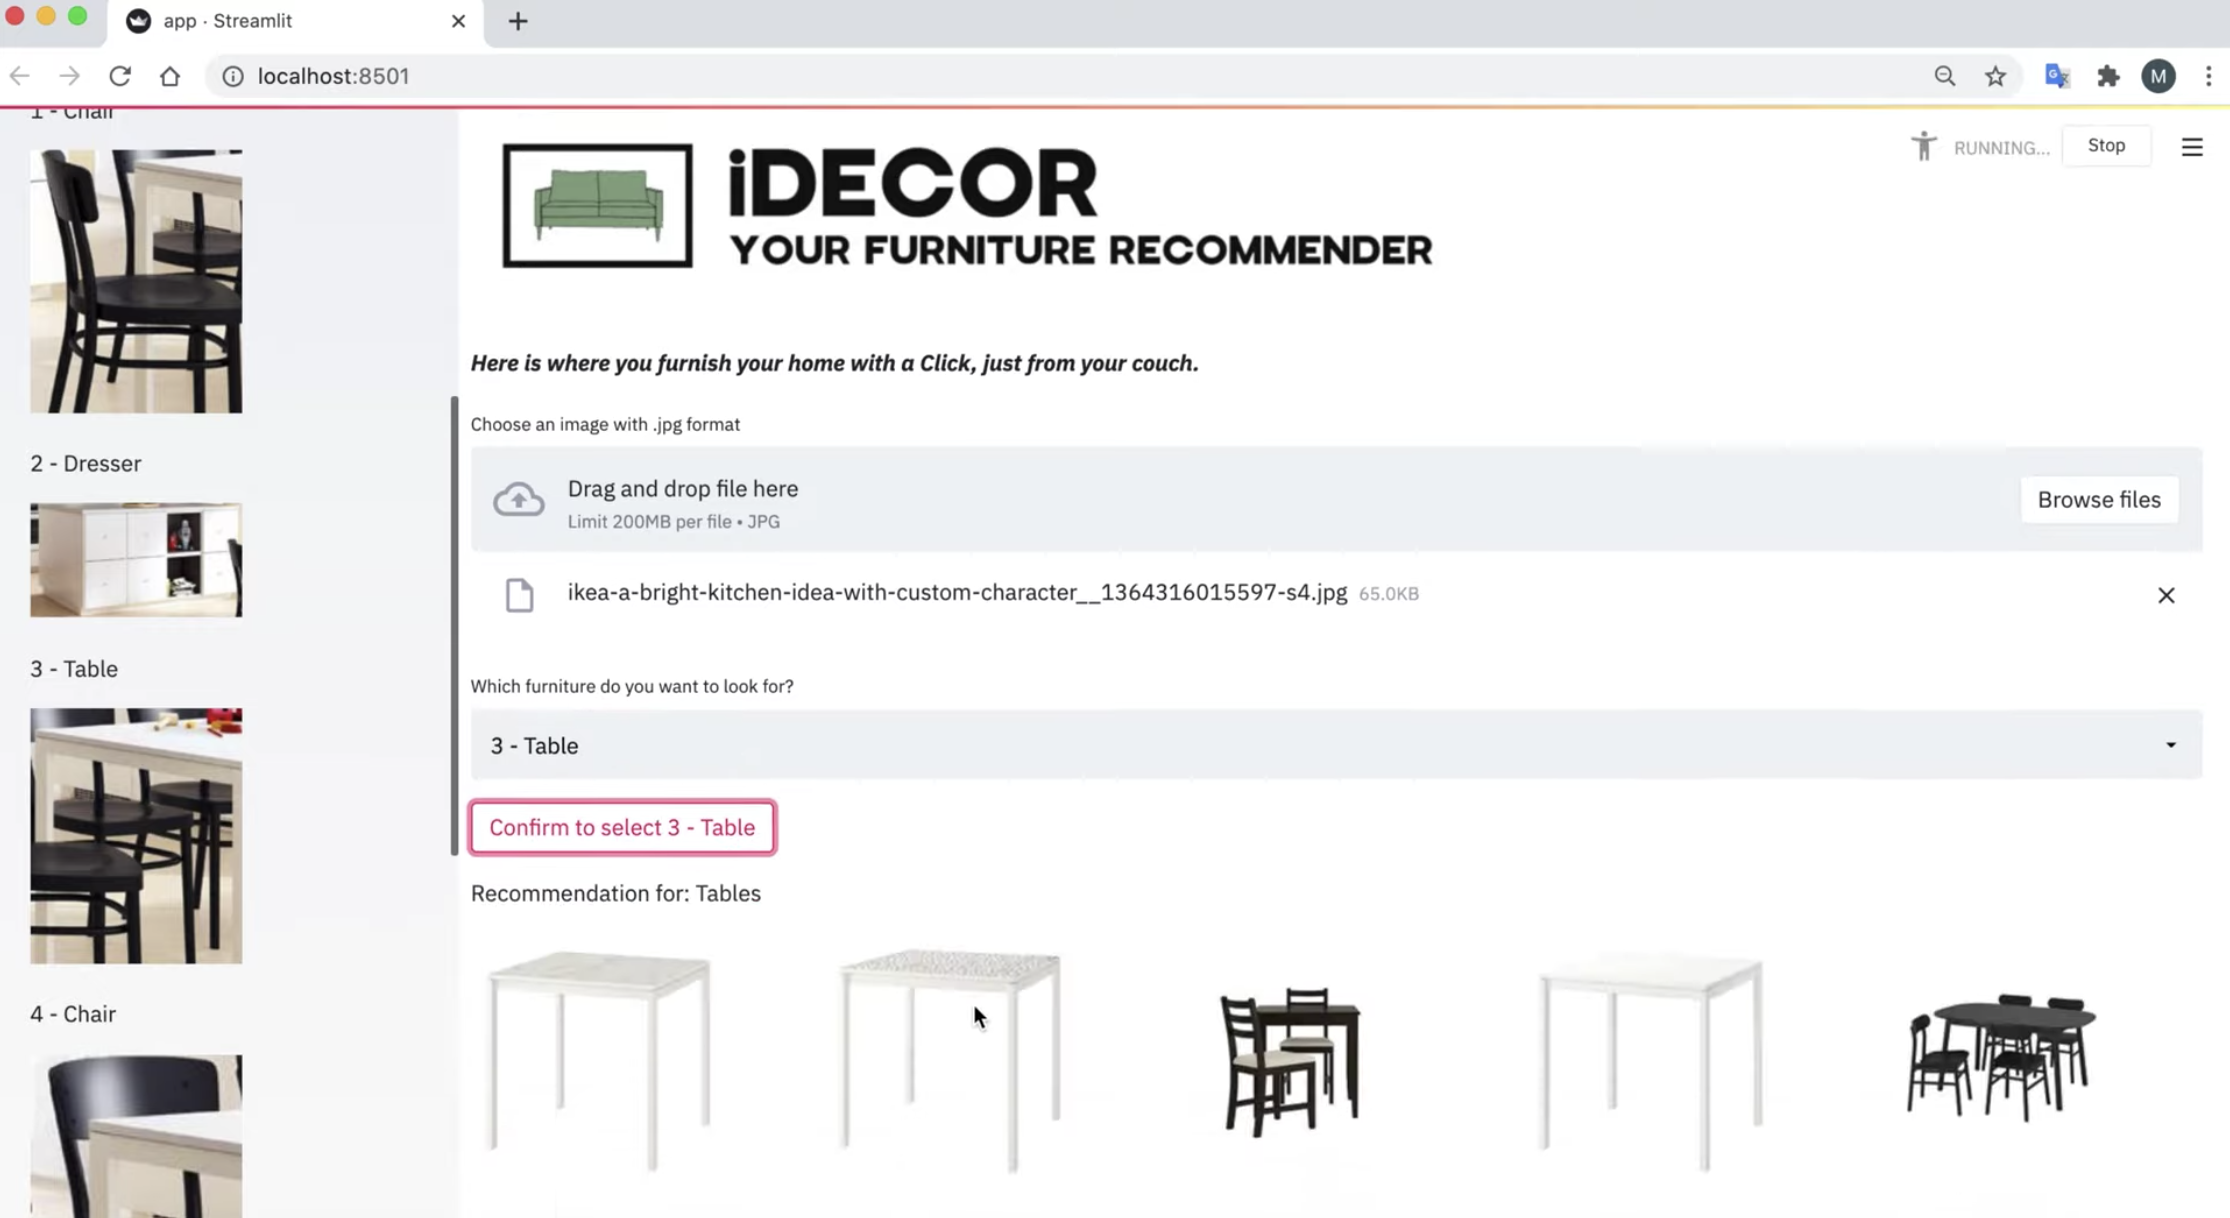 app · Streamlit
localhost:8501
M
1 - Chair
2 - Dresser
3 - Table
4 - Chair
RUNNING...
Stop
iDECOR
YOUR FURNITURE RECOMMENDER
Here is where you furnish your home with a Click, just from your couch.
Choose an image with .jpg format
Drag and drop file here
Limit 200MB per file • JPG
Browse files
ikea-a-bright-kitchen-idea-with-custom-character__1364316015597-s4.jpg 65.0KB
Which furniture do you want to look for?
3 - Table
Confirm to select 3 - Table
Recommendation for: Tables